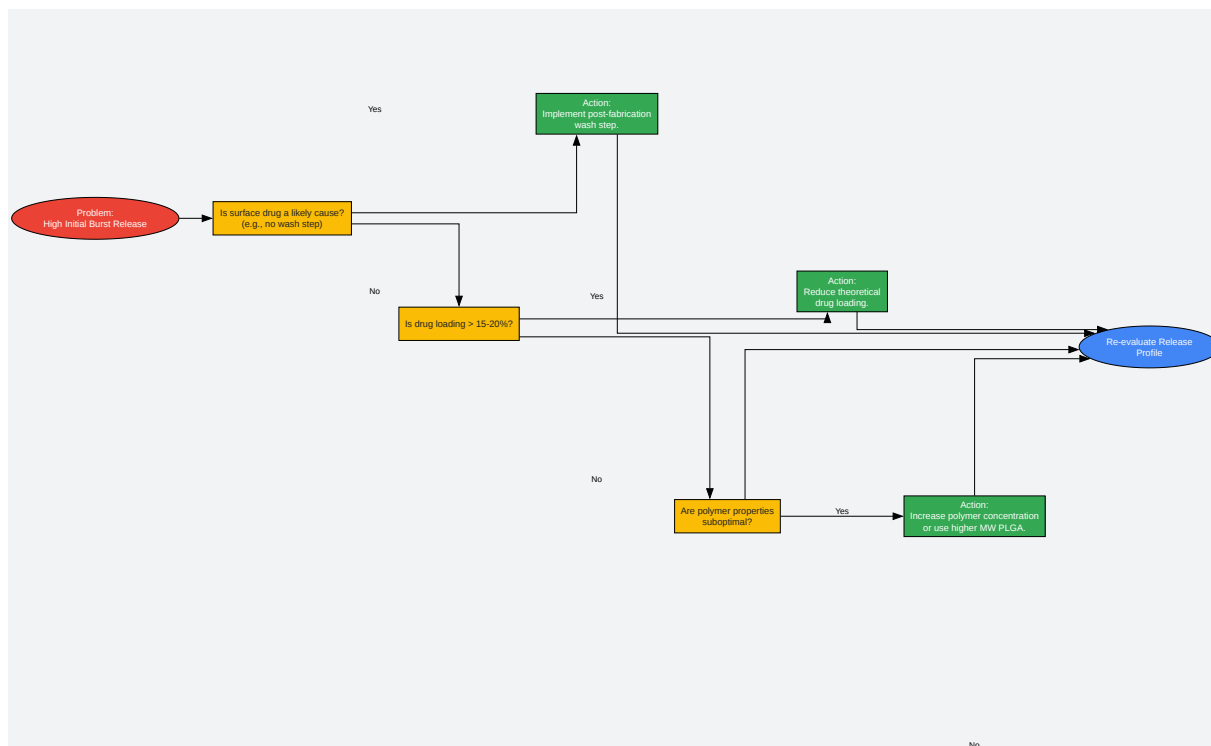 Yes
Action:
Implement post-fabrication
wash step.
Problem:
High Initial Burst Release
Is surface drug a likely cause?
(e.g., no wash step)
No
Yes
Action:
Reduce theoretical
drug loading.
Is drug loading > 15-20%?
Re-evaluate Release
Profile
No
Are polymer properties
suboptimal?
Yes
Action:
Increase polymer concentration
or use higher MW PLGA.
No